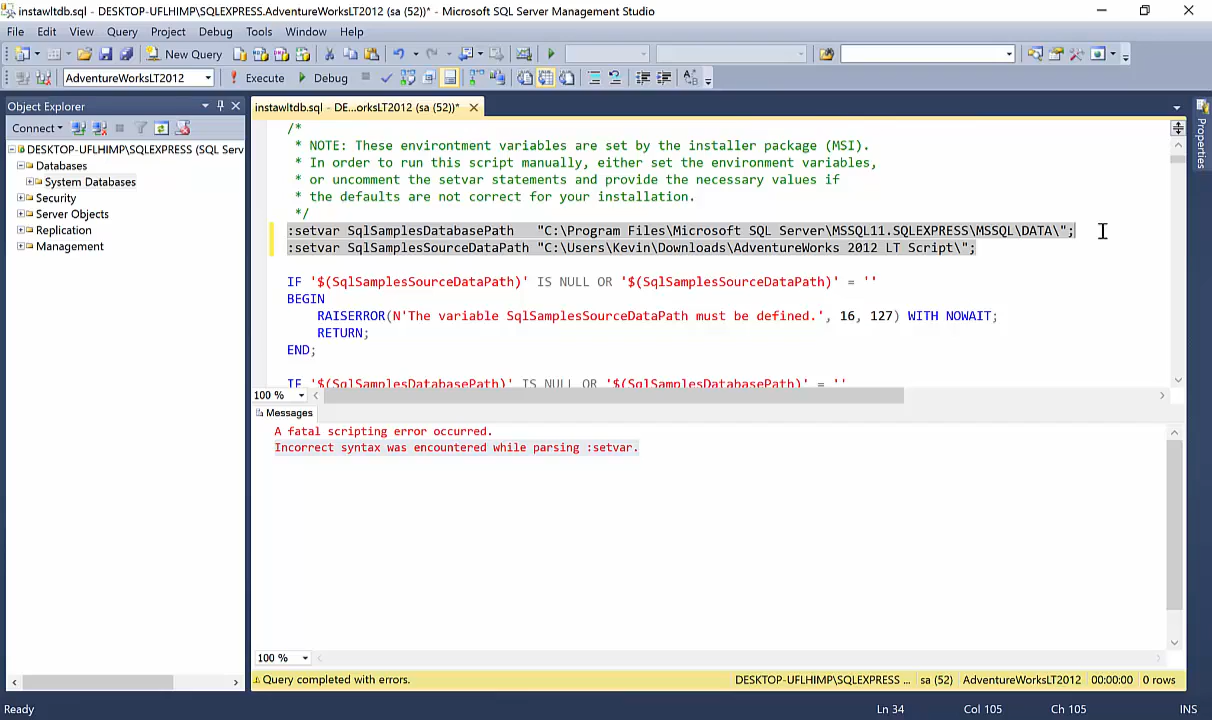 instawltdb.sql - DESKTOP-UFLHIMP\SQLEXPRESS.AdventureWorksLT2012 (sa (52))* - Microsoft SQL Server Management Studio
File Edit View Query Project Debug Tools Window Help
New Query
AdventureWorksLT2012 Execute Debug
Object Explorer
Connect
DESKTOP-UFLHIMP\SQLEXPRESS (SQL Serv
Databases
System Databases
Security
Server Objects
Replication
Management
instawltdb.sql - DE...orksLT2012 (sa (52))*
/*
* NOTE: These environtment variables are set by the installer package (MSI).
* In order to run this script manually, either set the environment variables,
* or uncomment the setvar statements and provide the necessary values if
* the defaults are not correct for your installation.
*/
:setvar SqlSamplesDatabasePath "C:\Program Files\Microsoft SQL Server\MSSQL11.SQLEXPRESS\MSSQL\DATA\";
:setvar SqlSamplesSourceDataPath "C:\Users\Kevin\Downloads\AdventureWorks 2012 LT Script\";
IF '$(SqlSamplesSourceDataPath)' IS NULL OR '$(SqlSamplesSourceDataPath)' = ''
BEGIN
RAISERROR(N'The variable SqlSamplesSourceDataPath must be defined.', 16, 127) WITH NOWAIT;
RETURN;
END;
IF '$(SqlSamplesDatabasePath)' IS NULL OR '$(SqlSamplesDatabasePath)' = ''
100 %
Messages
A fatal scripting error occurred.
Incorrect syntax was encountered while parsing :setvar.
100 %
Query completed with errors. DESKTOP-UFLHIMP\SQLEXPRESS ... sa (52) AdventureWorksLT2012 00:00:00 0 rows
Ready Ln 34 Col 105 Ch 105 INS
Properties